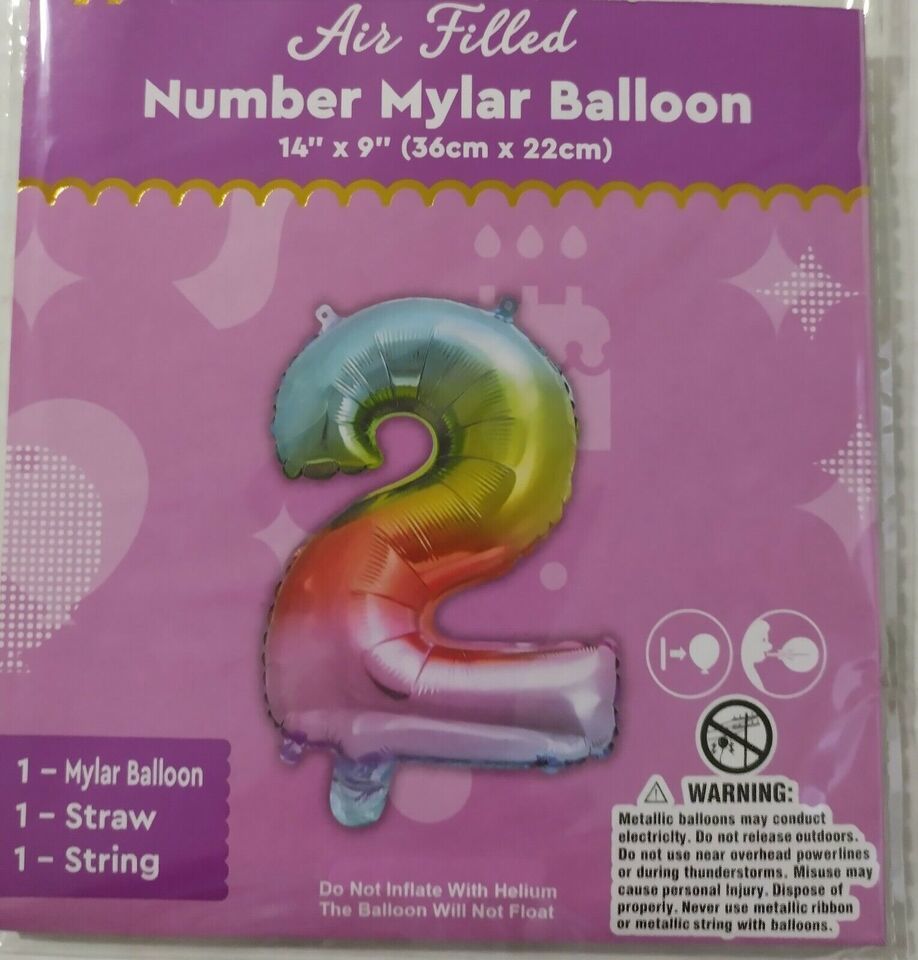 Air Filled
Number Mylar Balloon
14" x 9" (36cm x 22cm)
2
1 - Mylar Balloon
1 - Straw
1 - String
Do Not Inflate With Helium
The Balloon Will Not Float
WARNING:
Metallic balloons may conduct
electricity. Do not release outdoors.
Do not use near overhead powerlines
or during thunderstorms. Misuse may
cause personal Injury. Dispose of
properly. Never use metallic ribbon
or metallic string with balloons.